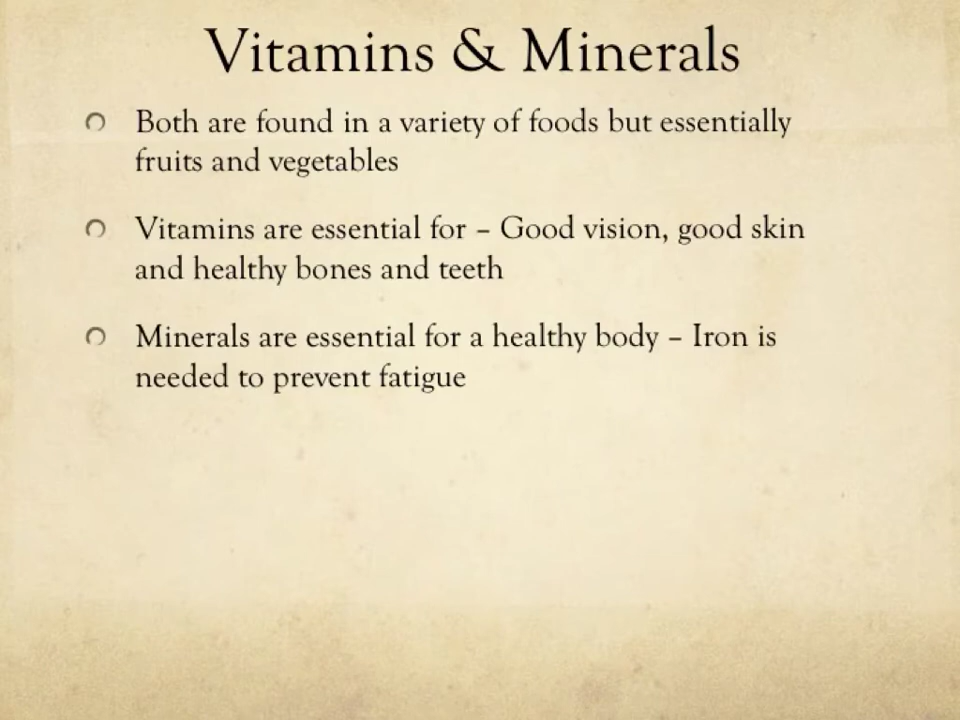 Vitamins & Minerals
Both are found in a variety of foods but essentially
fruits and vegetables
Vitamins are essential for – Good vision, good skin
and healthy bones and teeth
Minerals are essential for a healthy body – Iron is
needed to prevent fatigue